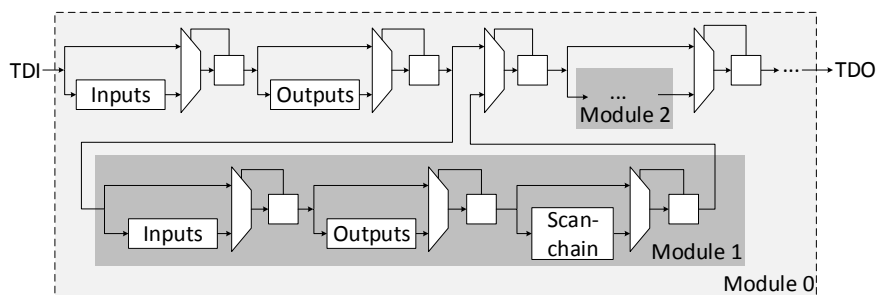 TDI
Inputs
Outputs
...
Module 2
...
TDO
Inputs
Outputs
Scan-
chain
Module 1
Module 0